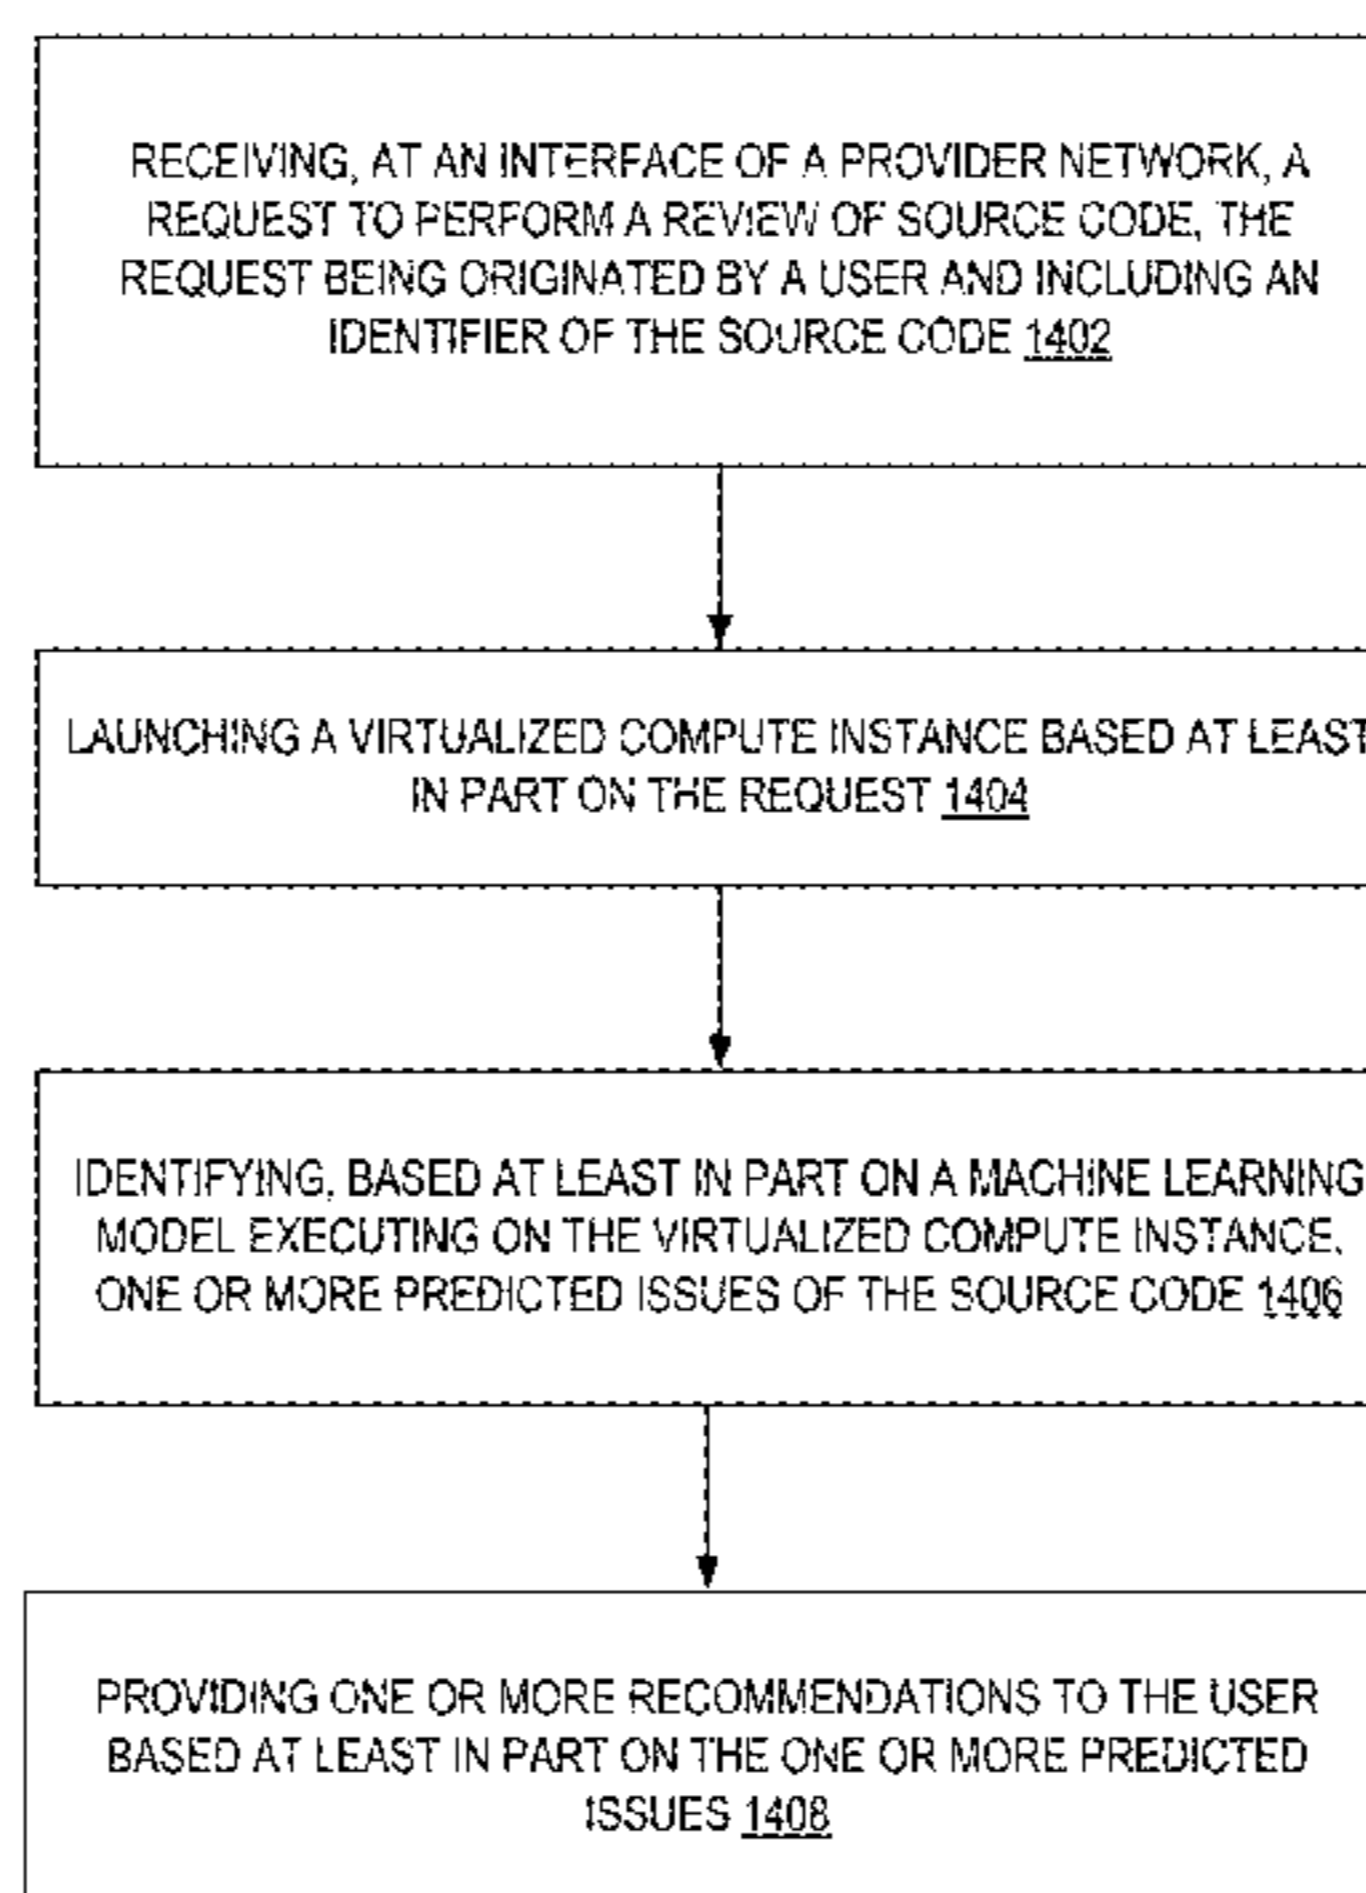 RECEIVING, AT AN INTERFACE OF A PROVIDER NETWORK, A
REQUEST TO PERFORM A REVIEW OF SOURCE CODE, THE
REQUEST BEING ORIGINATED BY A USER AND INCLUDING AN
IDENTIFIER OF THE SOURCE CODE 1402
LAUNCHING A VIRTUALIZED COMPUTE INSTANCE BASED AT LEAST
IN PART ON THE REQUEST 1404
IDENTIFYING, BASED AT LEAST IN PART ON A MACHINE LEARNING
MODEL EXECUTING ON THE VIRTUALIZED COMPUTE INSTANCE,
ONE OR MORE PREDICTED ISSUES OF THE SOURCE CODE 1406
PROVIDING ONE OR MORE RECOMMENDATIONS TO THE USER
BASED AT LEAST IN PART ON THE ONE OR MORE PREDICTED
ISSUES 1408